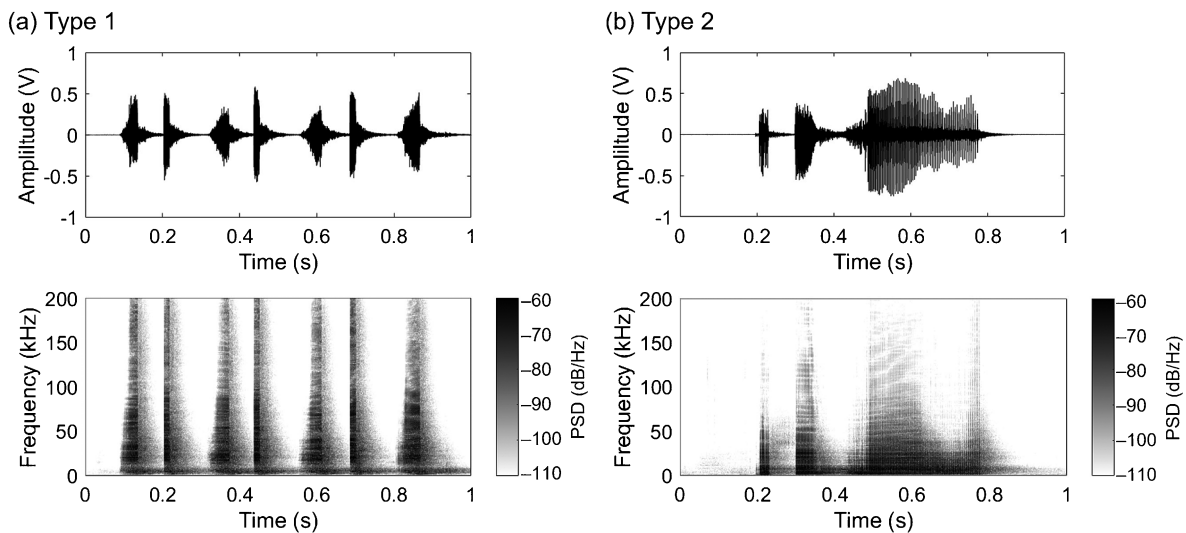 (a) Type 1
1
0.5
0
-0.5
-1
Ampllitude (V)
0 0.2 0.4 0.6 0.8 1
Time (s)
200
150
100
50
0
Frequency (kHz)
0 0.2 0.4 0.6 0.8 1
Time (s)
–60
–70
–80
–90
–100
–110
PSD (dB/Hz)
(b) Type 2
1
0.5
0
-0.5
-1
Ampllitude (V)
0 0.2 0.4 0.6 0.8 1
Time (s)
200
150
100
50
0
Frequency (kHz)
0 0.2 0.4 0.6 0.8 1
Time (s)
–60
–70
–80
–90
–100
–110
PSD (dB/Hz)